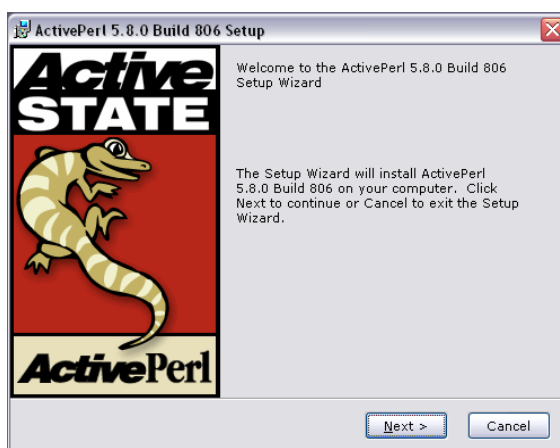 ActivePerl 5.8.0 Build 806 Setup
Active
STATE
ActivePerl
Welcome to the ActivePerl 5.8.0 Build 806
Setup Wizard
The Setup Wizard will install ActivePerl
5.8.0 Build 806 on your computer. Click
Next to continue or Cancel to exit the Setup
Wizard.
Next >
Cancel